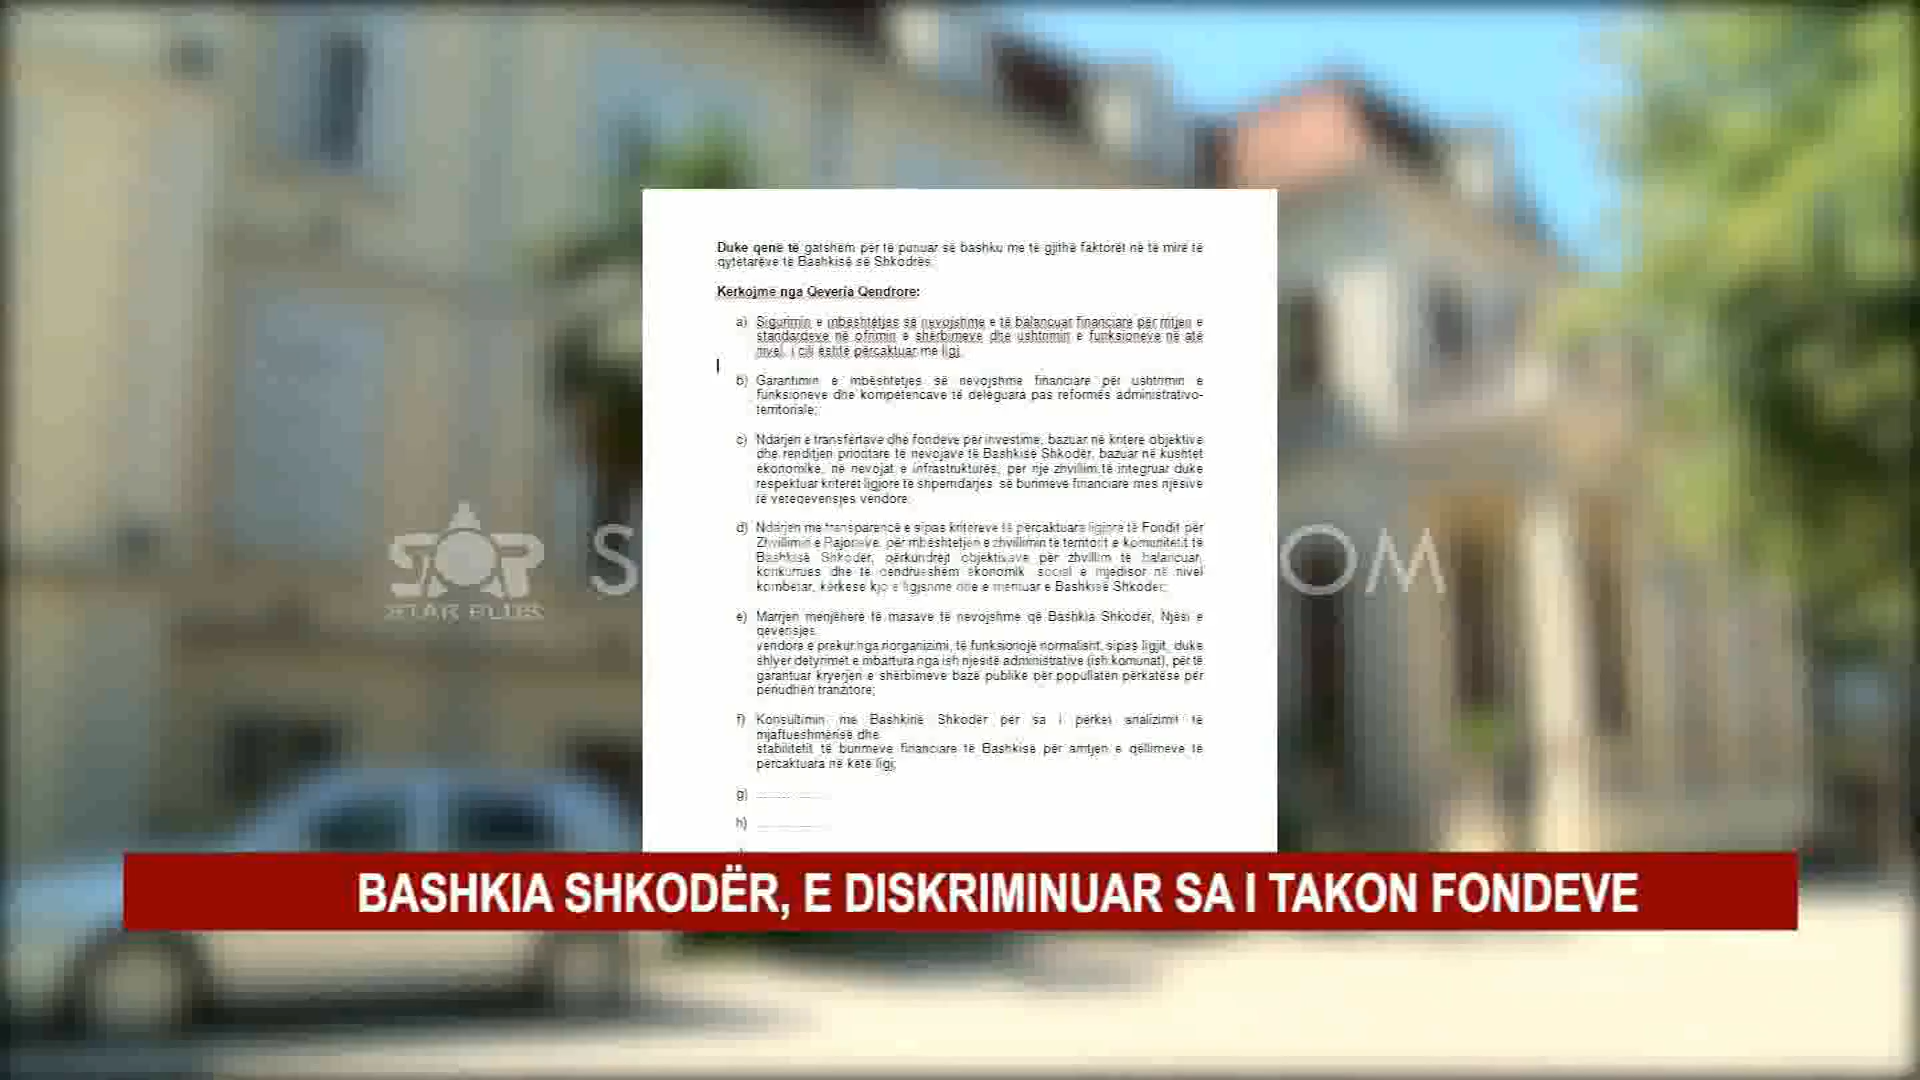 Duke qenë të gatshëm për të punuar së bashku me të gjithë faktorët në të mirë të
qytetarëve të Bashkisë së Shkodrës.
Kërkojmë nga Qeveria Qendrore:
a) Sigurimin e mbështetjes së nevojshme e të balancuar financiare për rritjen e
standardeve në ofrimin e shërbimeve dhe ushtrimin e funksioneve në atë
nivel, i cili është përcaktuar me ligj.
b) Garantimin e mbështetjes së nevojshme financiare për ushtrimin e
funksioneve dhe kompetencave të deleguara pas reformës administrativo-
territoriale;
c) Ndarjen e transfertave dhe fondeve për investime, bazuar në kritere objektive
dhe renditjen prioritare të nevojave të Bashkisë Shkodër, bazuar në kushtet
ekonomike, në nevojat e infrastrukturës, për një zhvillim të integruar duke
respektuar kriteret ligjore të shpërndarjes së burimeve financiare mes njësive
të vetëqeverisjes vendore;
d) Ndarjen me transparencë e sipas kritereve të përcaktuara ligjore të Fondit për
Zhvillimin e Rajoneve, për mbështetjen e zhvillimin të territorit e komunitetit të
Bashkisë Shkodër, përkundrejt objektivave për zhvillim të balancuar,
konkurrues dhe të qendrueshëm ekonomik social e mjedisor në nivel
kombëtar, kërkesë kjo e ligjshme dhe e merituar e Bashkisë Shkodër;
e) Marrjen menjëherë të masave të nevojshme që Bashkia Shkodër, Njësi e
qeverisjes
vendore e prekur nga riorganizimi, të funksionojë normalisht, sipas ligjit, duke
shlyer detyrimet e mbartura nga ish njesitë administrative (ish komunat), për të
garantuar kryerjen e shërbimeve bazë publike për popullatën përkatëse për
periudhën tranzitore;
f) Konsultimin me Bashkinë Shkodër për sa i përket analizimit të
mjaftueshmërisë dhe
stabilitetit të burimeve financiare të Bashkisë për arritjen e qëllimeve të
përcaktuara në këtë ligj;
g) ........ .......
h) .................
STAR PLUS
S
OM
BASHKIA SHKODËR, E DISKRIMINUAR SA I TAKON FONDEVE